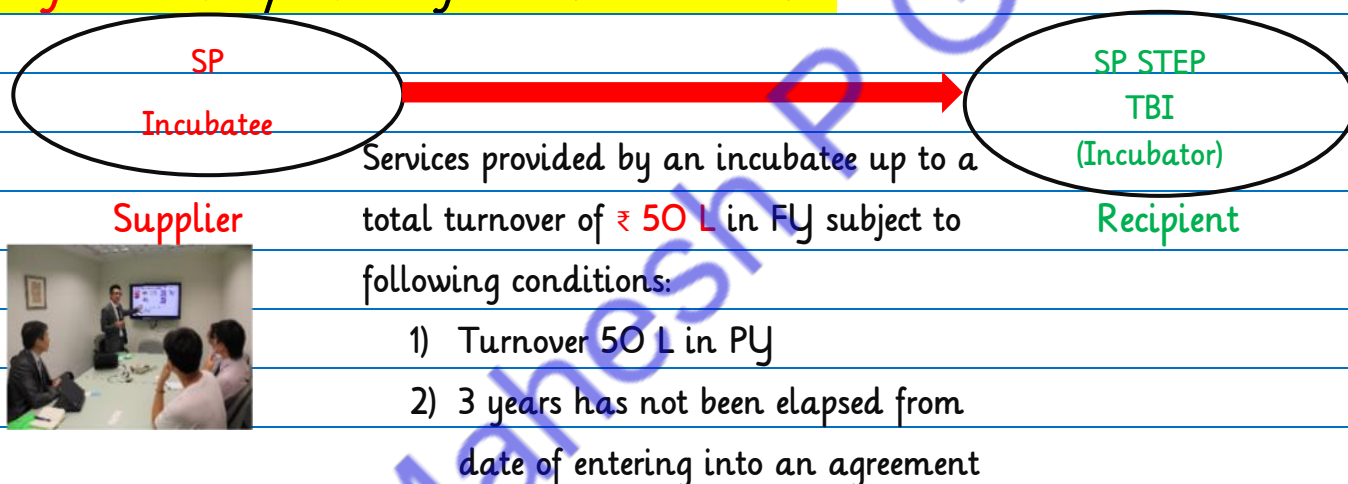 SP
Incubatee
SP STEP
TBI
(Incubator)
Services provided by an incubatee up to a
Supplier
total turnover of ₹ 50 L in FY subject to
Recipient
following conditions:
1) Turnover 50 L in PY
2) 3 years has not been elapsed from
date of entering into an agreement
Mahesh P G